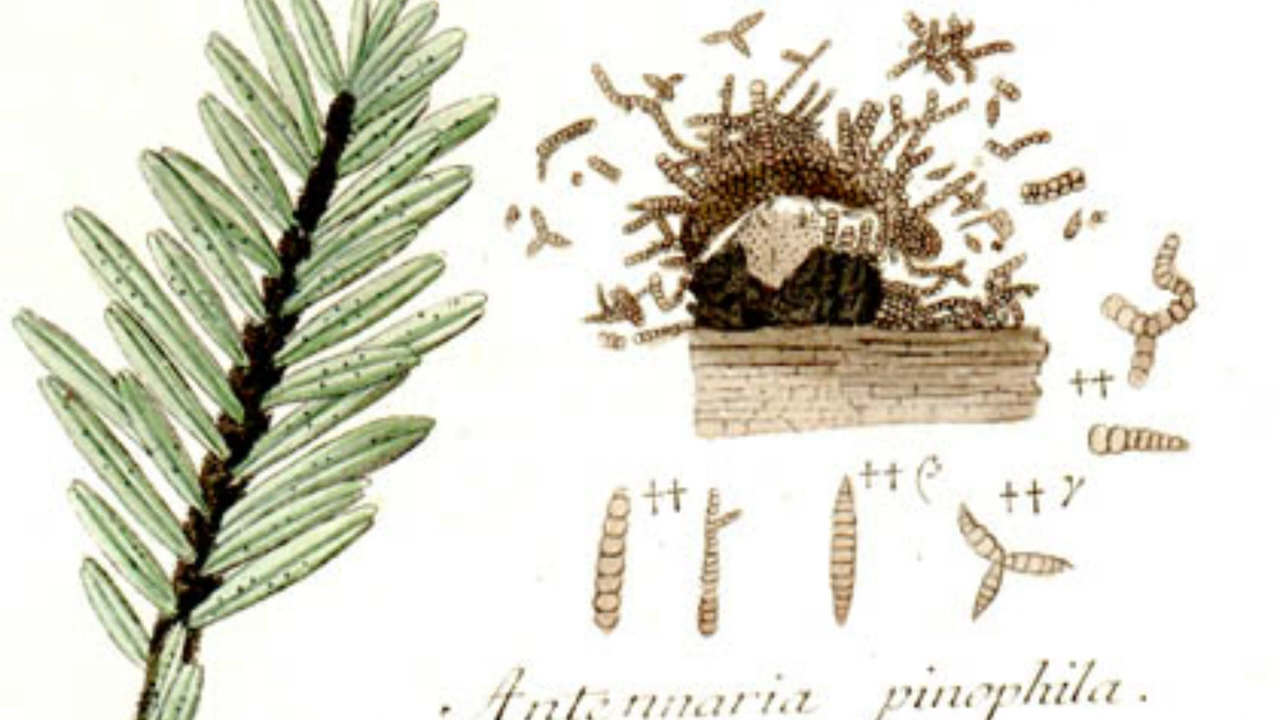 ††
†† †† β †† γ
Antennaria pinophila.